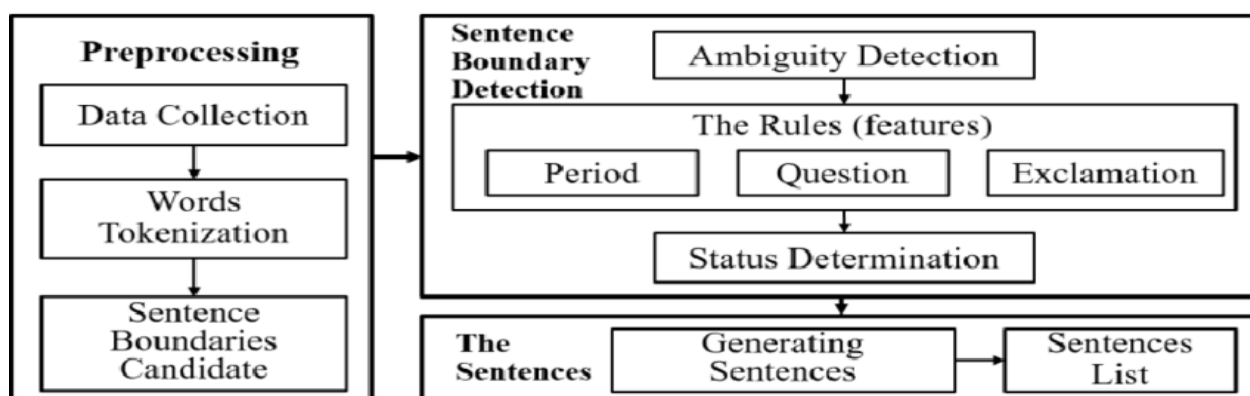 Preprocessing
Data Collection
Words
Tokenization
Sentence
Boundaries
Candidate
Sentence
Boundary
Detection
Ambiguity Detection
The Rules (features)
Period
Question
Exclamation
Status Determination
The
Sentences
Generating
Sentences
Sentences
List